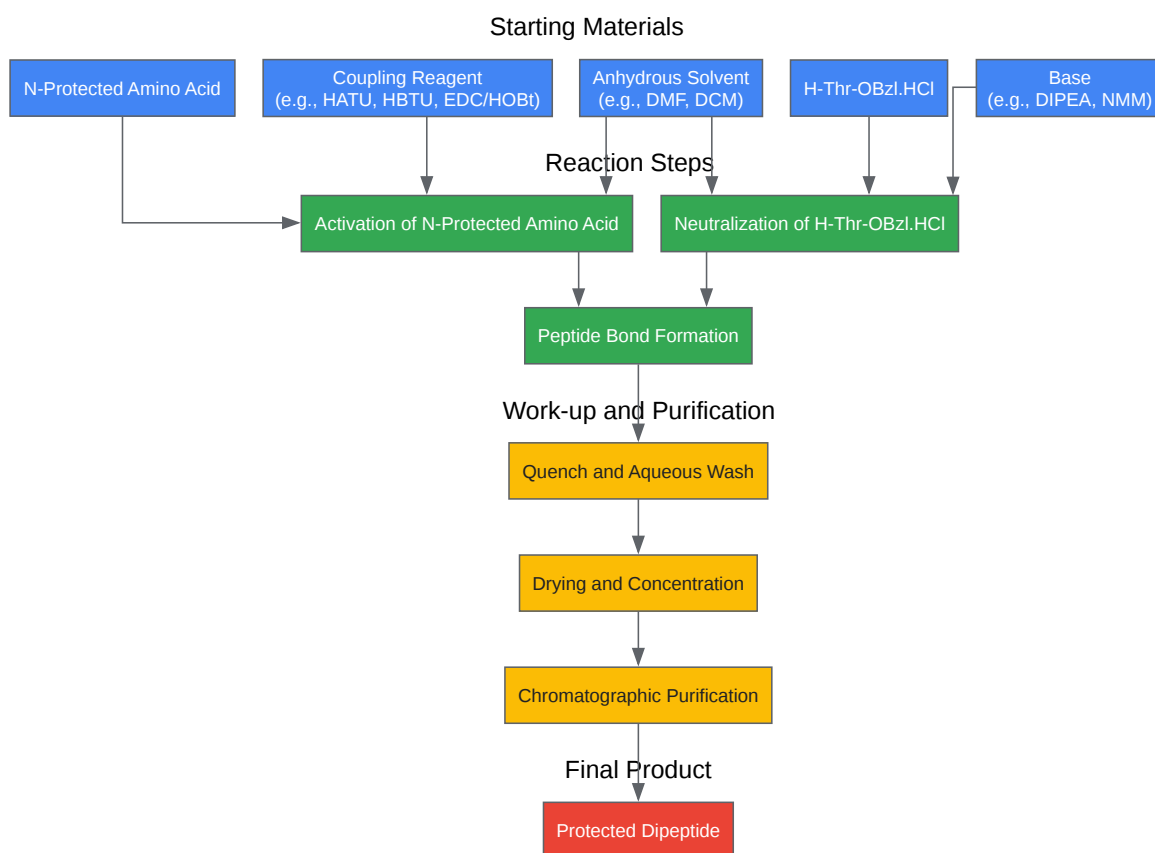 Starting Materials
N-Protected Amino Acid
Coupling Reagent
(e.g., HATU, HBTU, EDC/HOBt)
Anhydrous Solvent
(e.g., DMF, DCM)
H-Thr-OBzl.HCl
Base
(e.g., DIPEA, NMM)
Reaction Steps
Activation of N-Protected Amino Acid
Neutralization of H-Thr-OBzl.HCl
Peptide Bond Formation
Work-up and Purification
Quench and Aqueous Wash
Drying and Concentration
Chromatographic Purification
Final Product
Protected Dipeptide